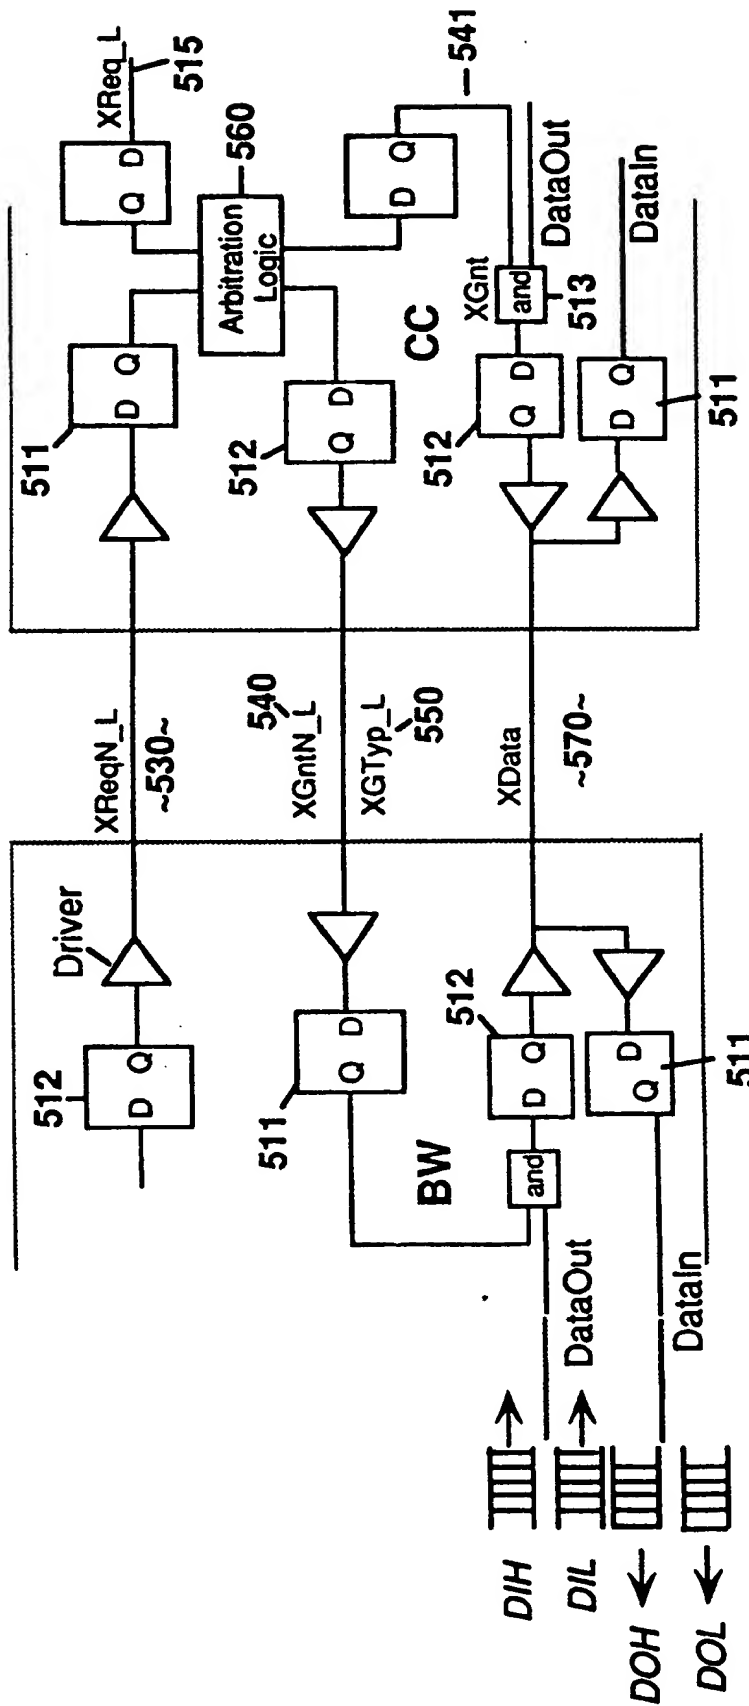 XReq_L
515
Q D
560
Arbitration
Logic
541
D Q
511
D Q
512
Q D
CC
XGnt
DataOut
and
513
512
Q D
DataIn
D Q
511
XReqN_L
~530~
540
XGntN_L
XGTyp_L
550
XData
~570~
Driver
512
D Q
511
Q D
BW
512
D Q
and
511
Q D
DataOut
DataIn
DIH
DIL
DOH
DOL